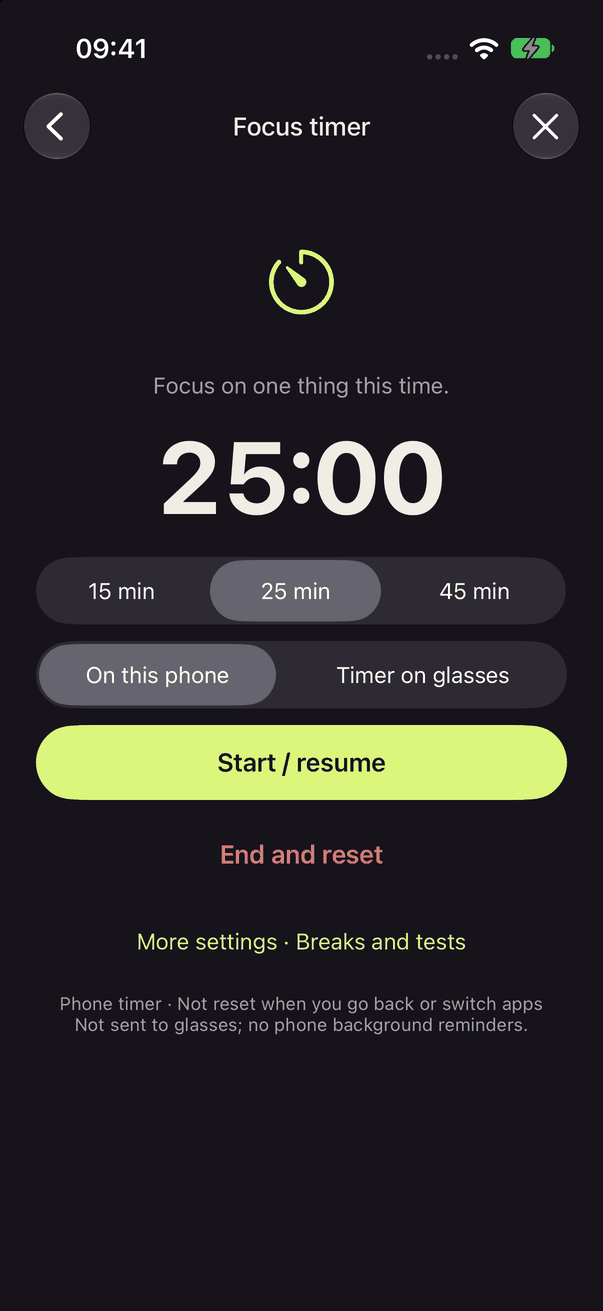 09:41
Focus timer
Focus on one thing this time.
25:00
15 min
25 min
45 min
On this phone
Timer on glasses
Start / resume
End and reset
More settings · Breaks and tests
Phone timer · Not reset when you go back or switch apps
Not sent to glasses; no phone background reminders.